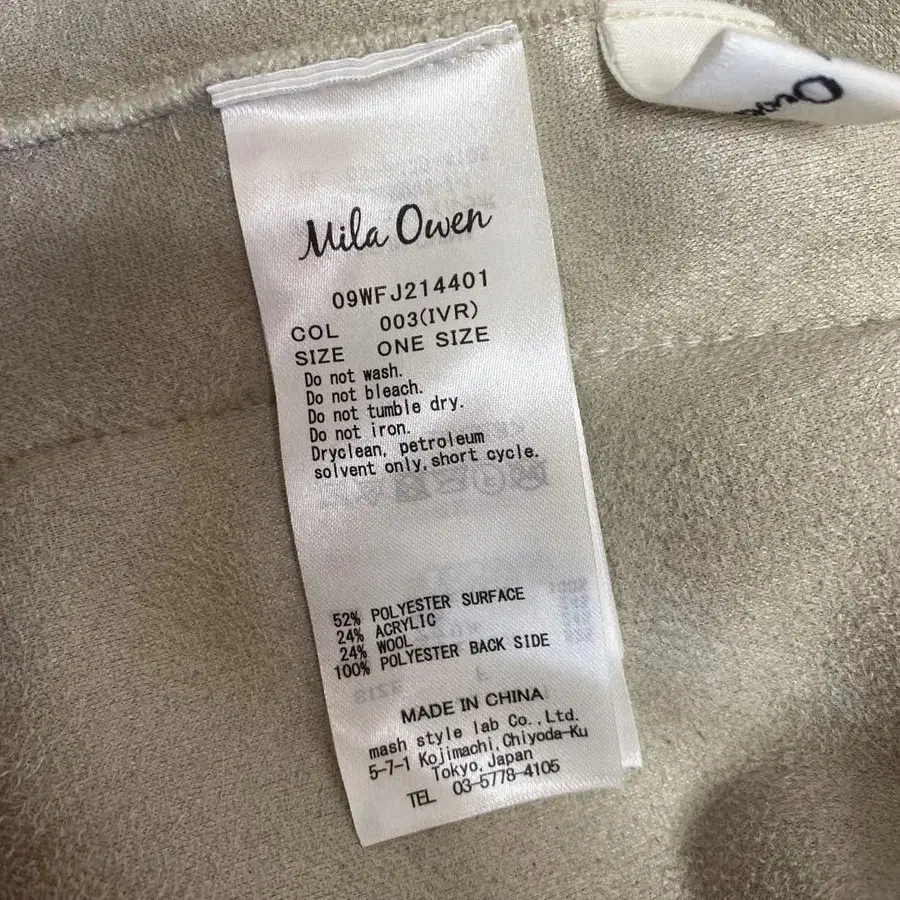 Mila Owen
09WFJ214401
COL 003(IVR)
SIZE ONE SIZE
Do not wash.
Do not bleach.
Do not tumble dry.
Do not iron.
Dryclean, petroleum
solvent only, short cycle.
52% POLYESTER SURFACE
24% ACRYLIC
24% WOOL
100% POLYESTER BACK SIDE
MADE IN CHINA
mash style lab Co.,Ltd.
5-7-1 Kojimachi,Chiyoda-Ku
Tokyo,Japan
TEL 03-5778-4105